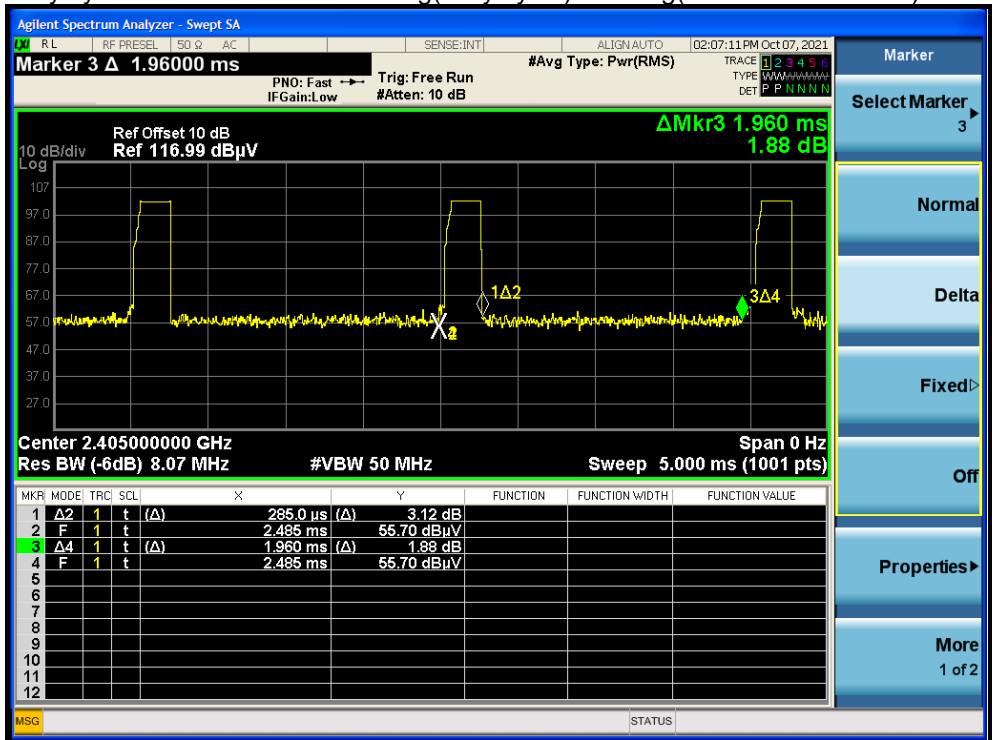 Agilent Spectrum Analyzer - Swept SA
LXI RL RF PRESEL 50 Ω AC SENSE:INT ALIGN AUTO 02:07:11 PM Oct 07, 2021
Marker 3 Δ 1.96000 ms
PNO: Fast
IFGain:Low
Trig: Free Run
#Atten: 10 dB
#Avg Type: Pwr(RMS)
TRACE 1 2 3 4 5 6
TYPE
DET P P N N N N
ΔMkr3 1.960 ms
1.88 dB
Ref Offset 10 dB
10 dB/div Ref 116.99 dBµV
Log
107
97.0
87.0
77.0
67.0
57.0
47.0
37.0
27.0
1Δ2
3Δ4
Center 2.405000000 GHz Span 0 Hz
Res BW (-6dB) 8.07 MHz #VBW 50 MHz Sweep 5.000 ms (1001 pts)
MKR MODE TRC SCL X Y FUNCTION FUNCTION WIDTH FUNCTION VALUE
1 Δ2 1 t (Δ) 285.0 µs (Δ) 3.12 dB
2 F 1 t 2.485 ms 55.70 dBµV
3 Δ4 1 t (Δ) 1.960 ms (Δ) 1.88 dB
4 F 1 t 2.485 ms 55.70 dBµV
5
6
7
8
9
10
11
12
MSG STATUS
Marker
Select Marker
3
Normal
Delta
Fixed
Off
Properties
More
1 of 2